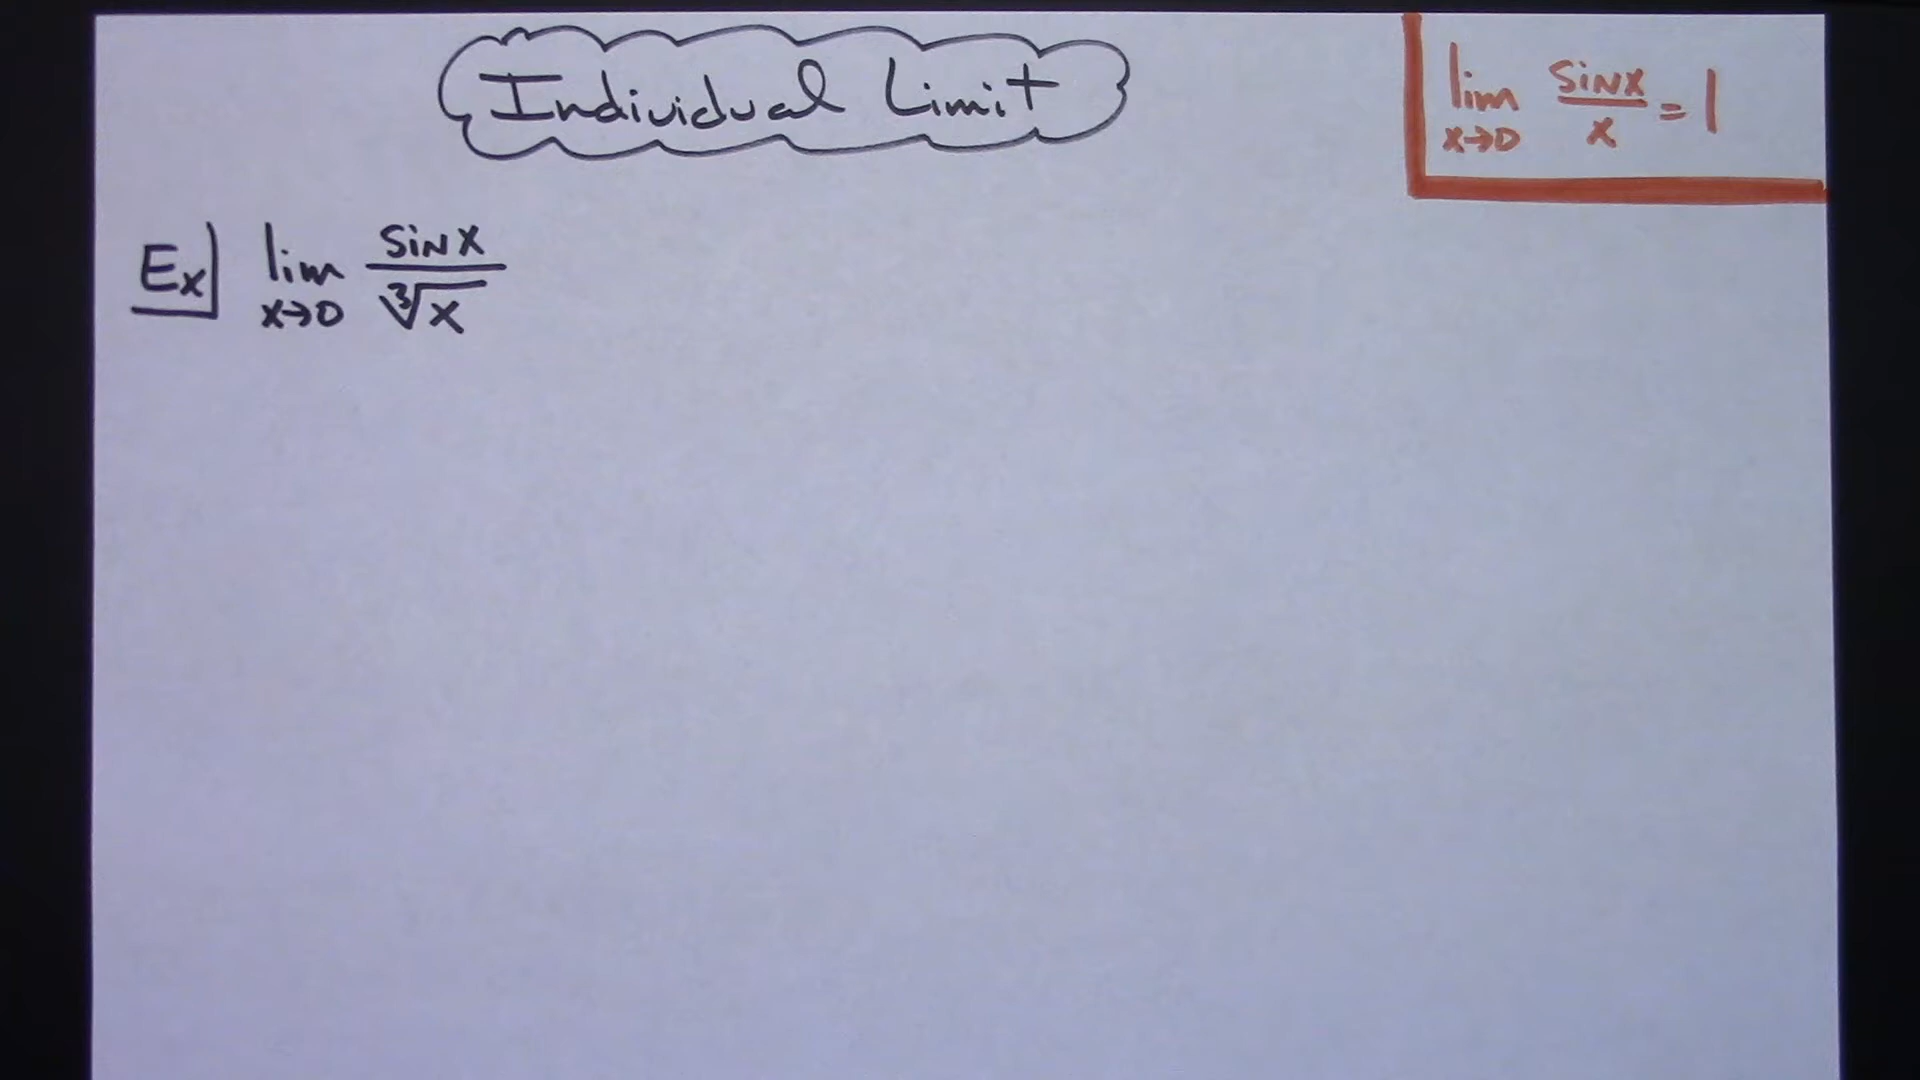 Individual Limit
lim x→0 sinx/x = 1
Ex) lim x→0 sinx/∛x